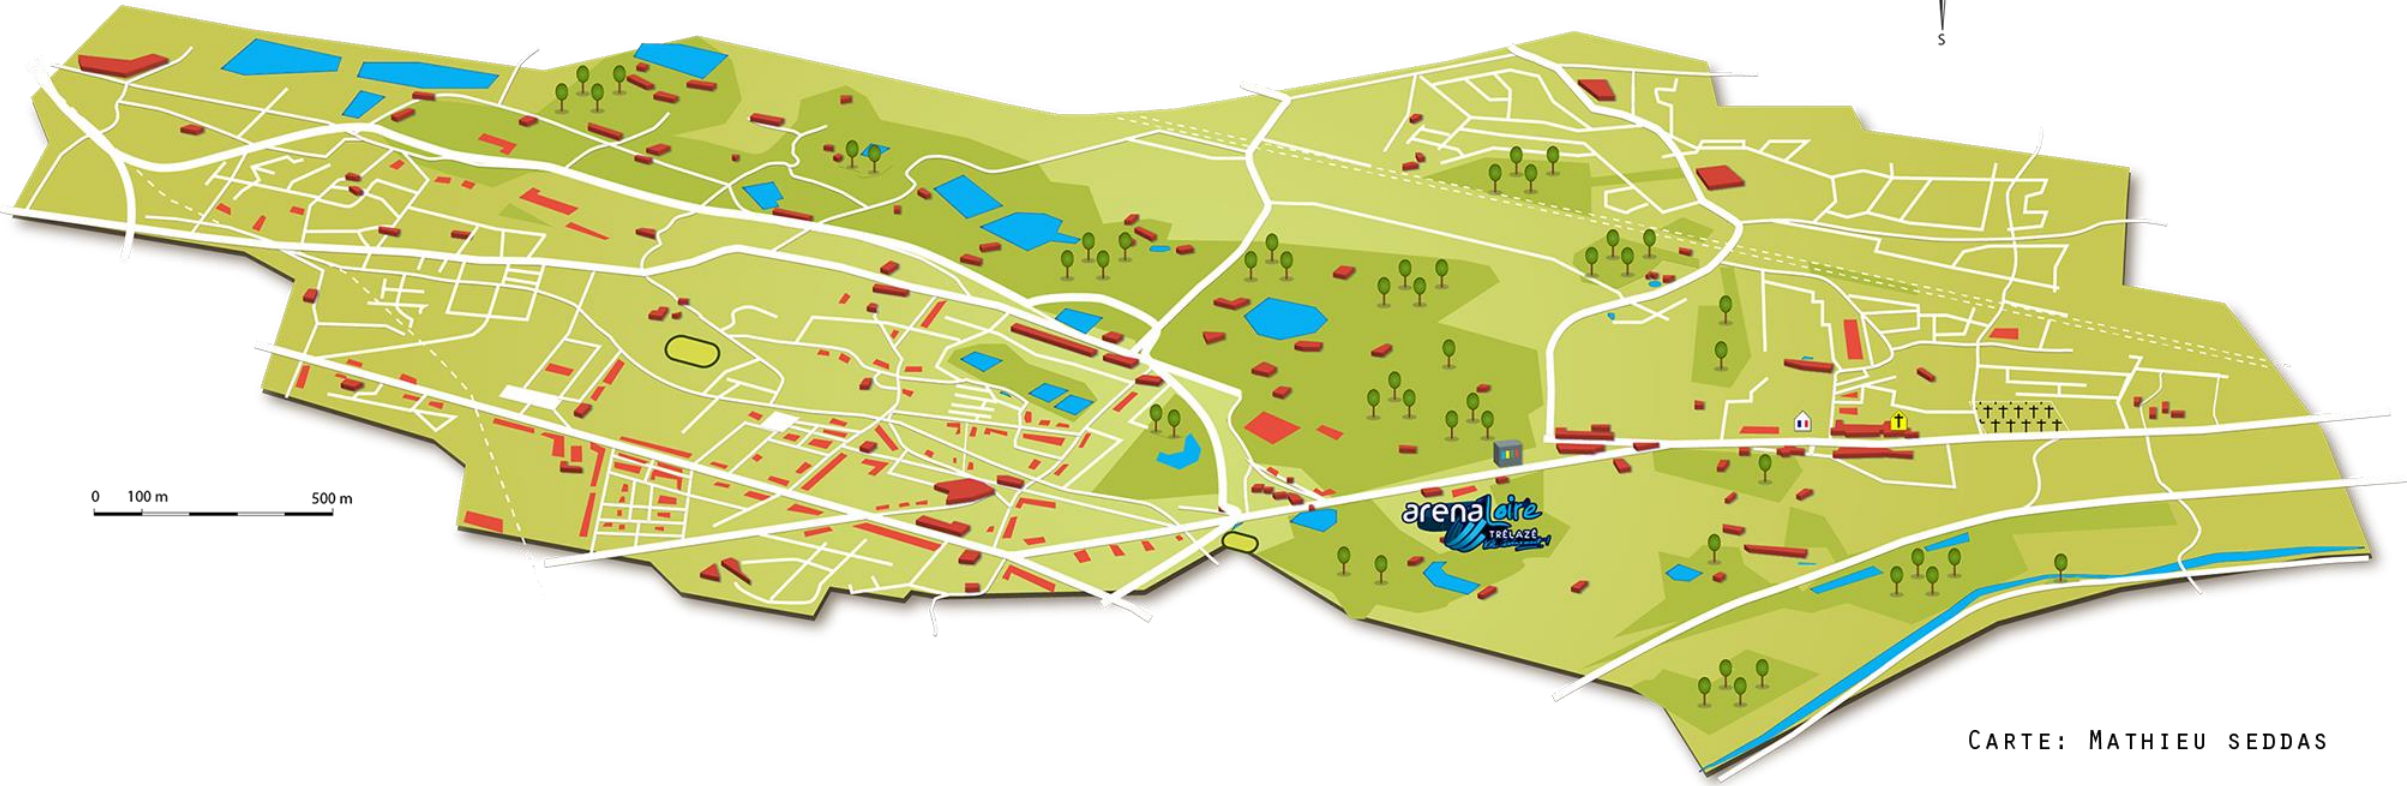 S
0 100 m 500 m
arenaLoire
TRÉLAZÉ
CARTE: MATHIEU SEDDAS